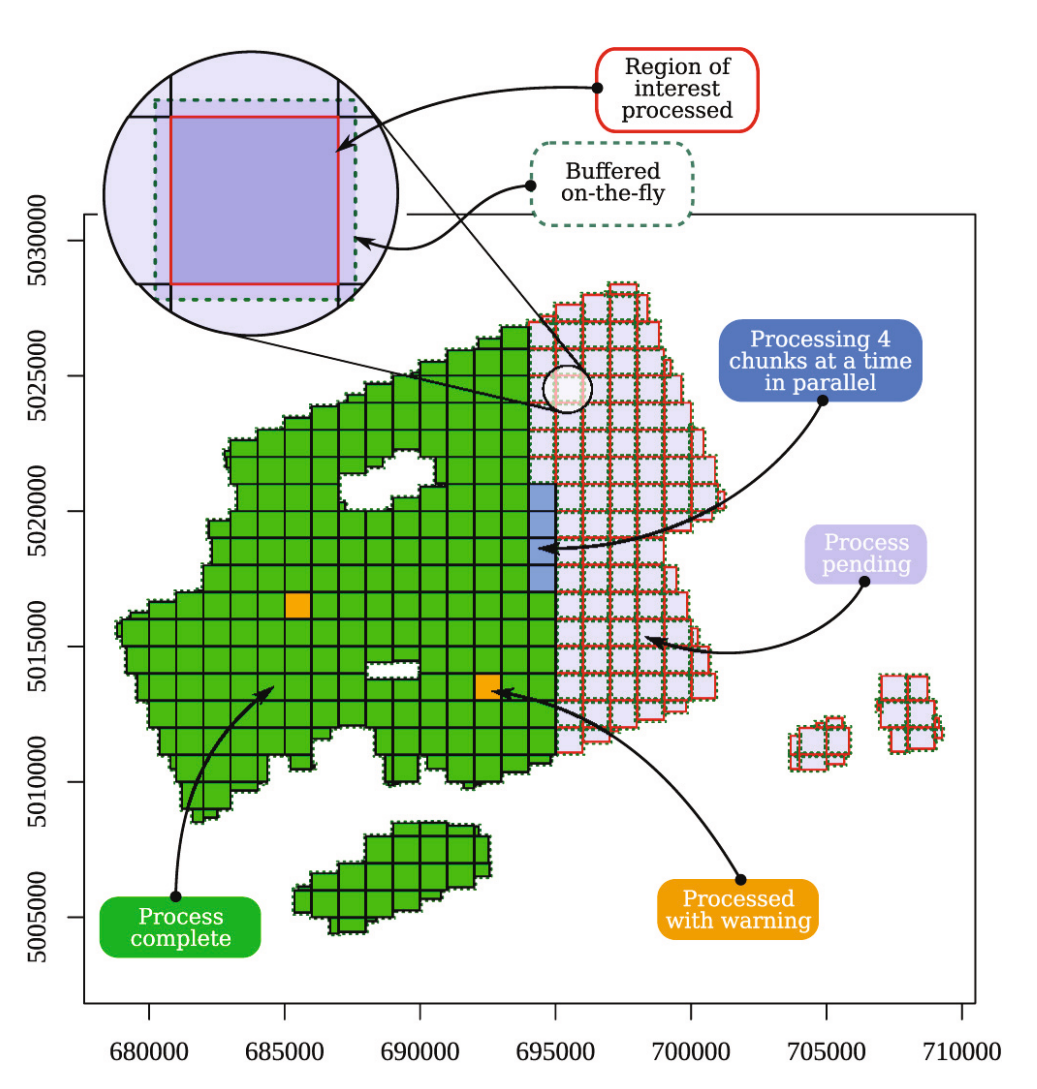 Region of
interest
processed
Buffered
on-the-fly
Processing 4
chunks at a time
in parallel
Process
pending
Processed
with warning
Process
complete
5030000
5025000
5020000
5015000
5010000
5005000
680000
685000
690000
695000
700000
705000
710000